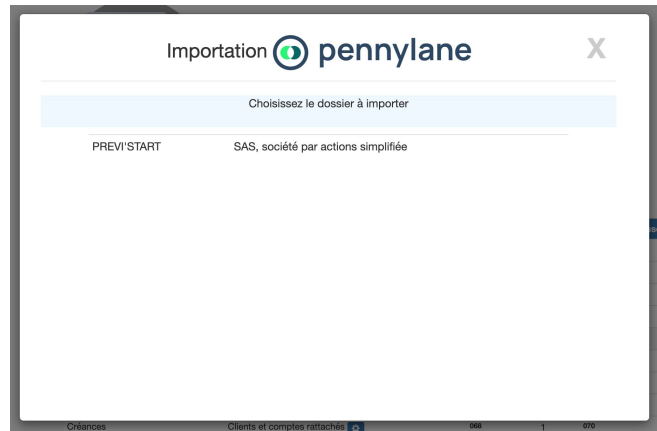 Importation pennylane X
Choisissez le dossier à importer
PREVI'START SAS, société par actions simplifiée
Créances Clients et comptes rattachés 068 1 070